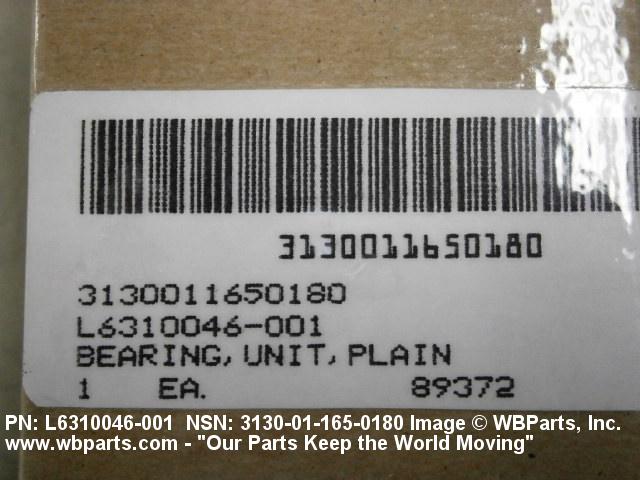 3130011650180
3130011650180
L6310046-001
BEARING, UNIT, PLAIN
1 EA. 89372
PN: L6310046-001 NSN: 3130-01-165-0180 Image © WBParts, Inc.
www.wbparts.com - "Our Parts Keep the World Moving"